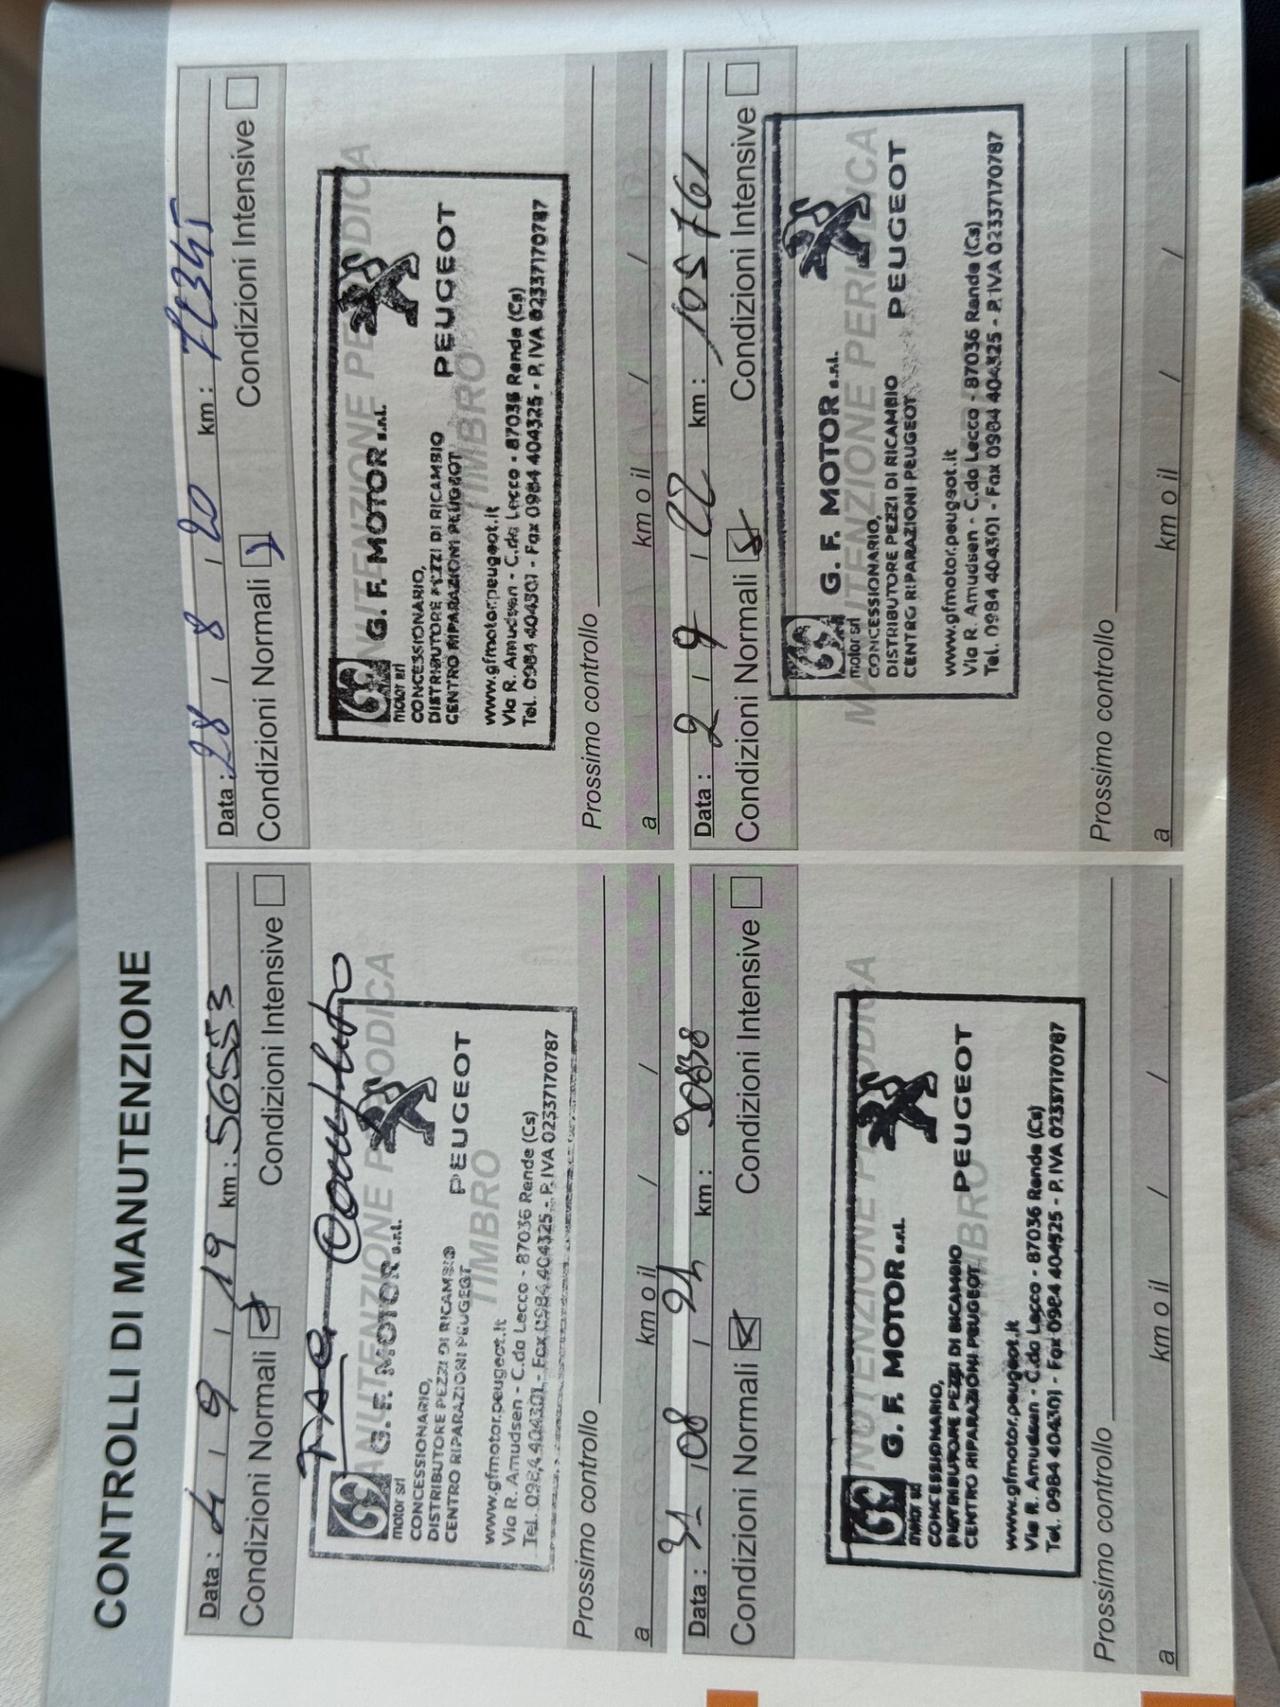 CONTROLLI DI MANUTENZIONE
Data : 4 / 9 / 19 km : 56553
Condizioni Normali Condizioni Intensive
MANUTENZIONE PERIODICA
TIMBRO
G. F. MOTOR s.r.l.
motor srl
CONCESSIONARIO,
DISTRIBUTORE PEZZI DI RICAMBIO
CENTRO RIPARAZIONI PEUGEOT
PEUGEOT
www.gfmotor.peugeot.it
Via R. Amudsen - C.da Lecco - 87036 Rende (Cs)
Tel. 0984 404301 - Fax 0984 404325 - P. IVA 02337170787
Prossimo controllo
a km o il / /
Data : 28 / 8 / 20 km :
Condizioni Normali Condizioni Intensive
MANUTENZIONE PERIODICA
TIMBRO
G. F. MOTOR s.r.l.
motor srl
CONCESSIONARIO,
DISTRIBUTORE PEZZI DI RICAMBIO
CENTRO RIPARAZIONI PEUGEOT
PEUGEOT
www.gfmotor.peugeot.it
Via R. Amudsen - C.da Lecco - 87036 Rende (Cs)
Tel. 0984 404301 - Fax 0984 404325 - P. IVA 02337170787
Prossimo controllo
a km o il / /
Data : 31 / 08 / 21 km :
Condizioni Normali Condizioni Intensive
MANUTENZIONE PERIODICA
TIMBRO
G. F. MOTOR s.r.l.
motor srl
CONCESSIONARIO,
DISTRIBUTORE PEZZI DI RICAMBIO
CENTRO RIPARAZIONI PEUGEOT
PEUGEOT
www.gfmotor.peugeot.it
Via R. Amudsen - C.da Lecco - 87036 Rende (Cs)
Tel. 0984 404301 - Fax 0984 404325 - P. IVA 02337170787
Prossimo controllo
a km o il / /
Data : 2 / 9 / 22 km : 105761
Condizioni Normali Condizioni Intensive
MANUTENZIONE PERIODICA
G. F. MOTOR s.r.l.
motor srl
CONCESSIONARIO,
DISTRIBUTORE PEZZI DI RICAMBIO
CENTRO RIPARAZIONI PEUGEOT
PEUGEOT
www.gfmotor.peugeot.it
Via R. Amudsen - C.da Lecco - 87036 Rende (Cs)
Tel. 0984 404301 - Fax 0984 404325 - P. IVA 02337170787
Prossimo controllo
a km o il / /